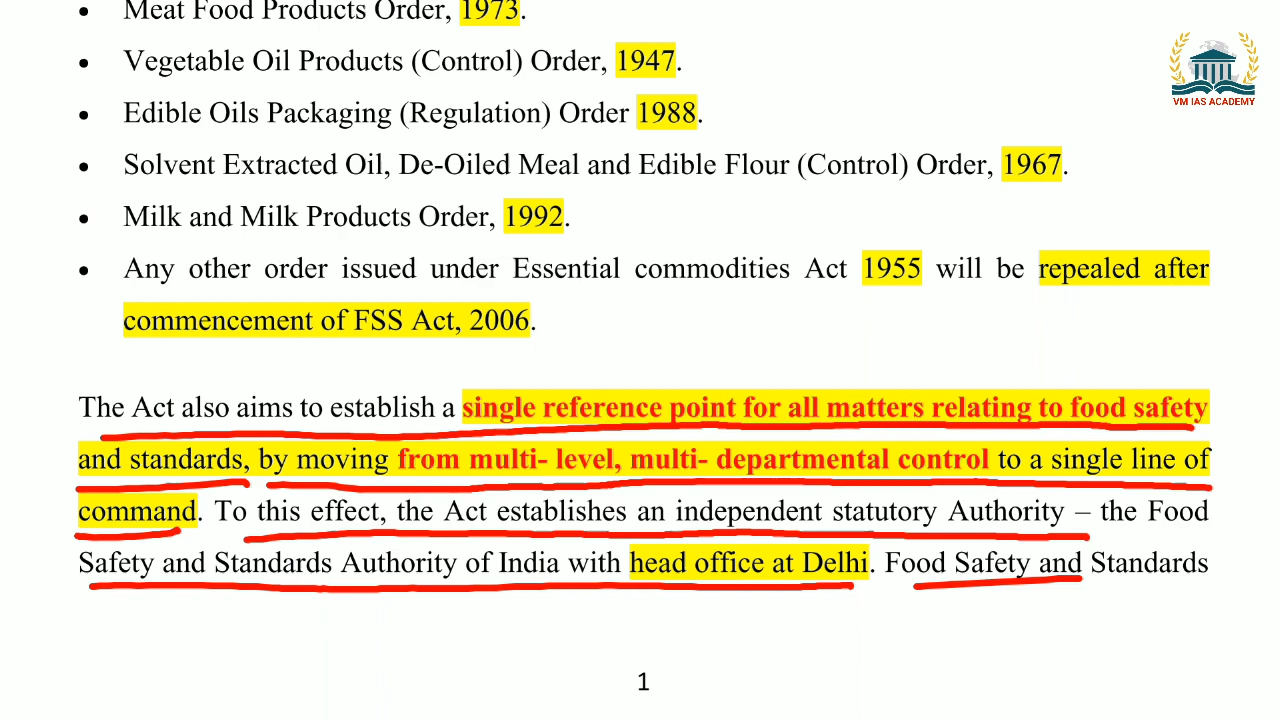 • Meat Food Products Order, 1973.
• Vegetable Oil Products (Control) Order, 1947.
• Edible Oils Packaging (Regulation) Order 1988.
• Solvent Extracted Oil, De-Oiled Meal and Edible Flour (Control) Order, 1967.
• Milk and Milk Products Order, 1992.
• Any other order issued under Essential commodities Act 1955 will be repealed after
commencement of FSS Act, 2006.
The Act also aims to establish a single reference point for all matters relating to food safety
and standards, by moving from multi- level, multi- departmental control to a single line of
command. To this effect, the Act establishes an independent statutory Authority – the Food
Safety and Standards Authority of India with head office at Delhi. Food Safety and Standards
1
VM IAS ACADEMY